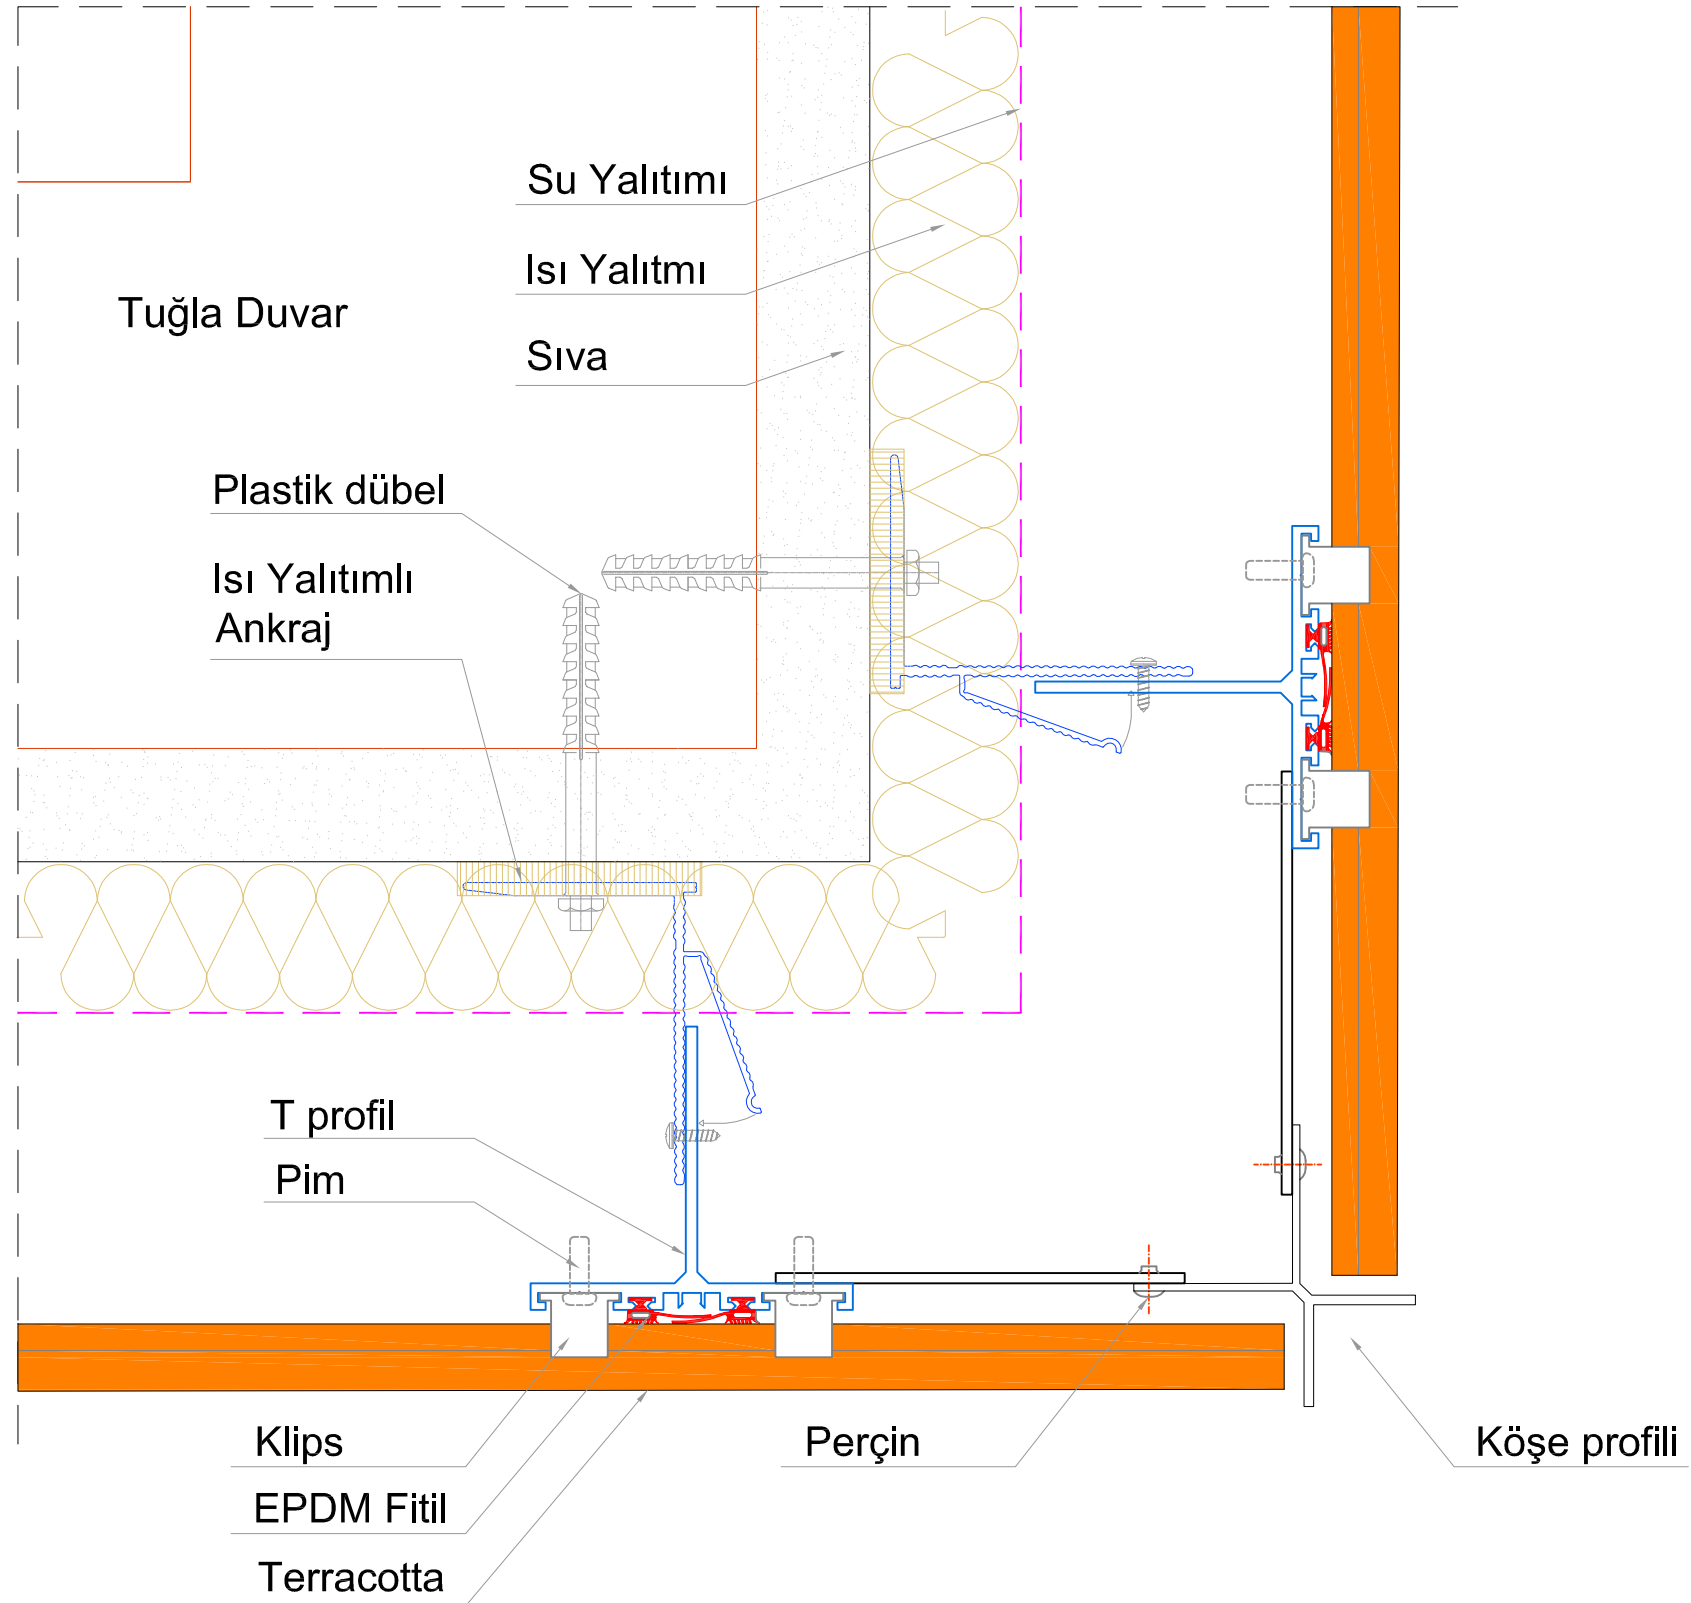 Su Yalıtımı
Isı Yalıtmı
Tuğla Duvar
Sıva
Plastik dübel
Isı Yalıtımlı
Ankraj
T profil
Pim
Klips
Perçin
Köşe profili
EPDM Fitil
Terracotta